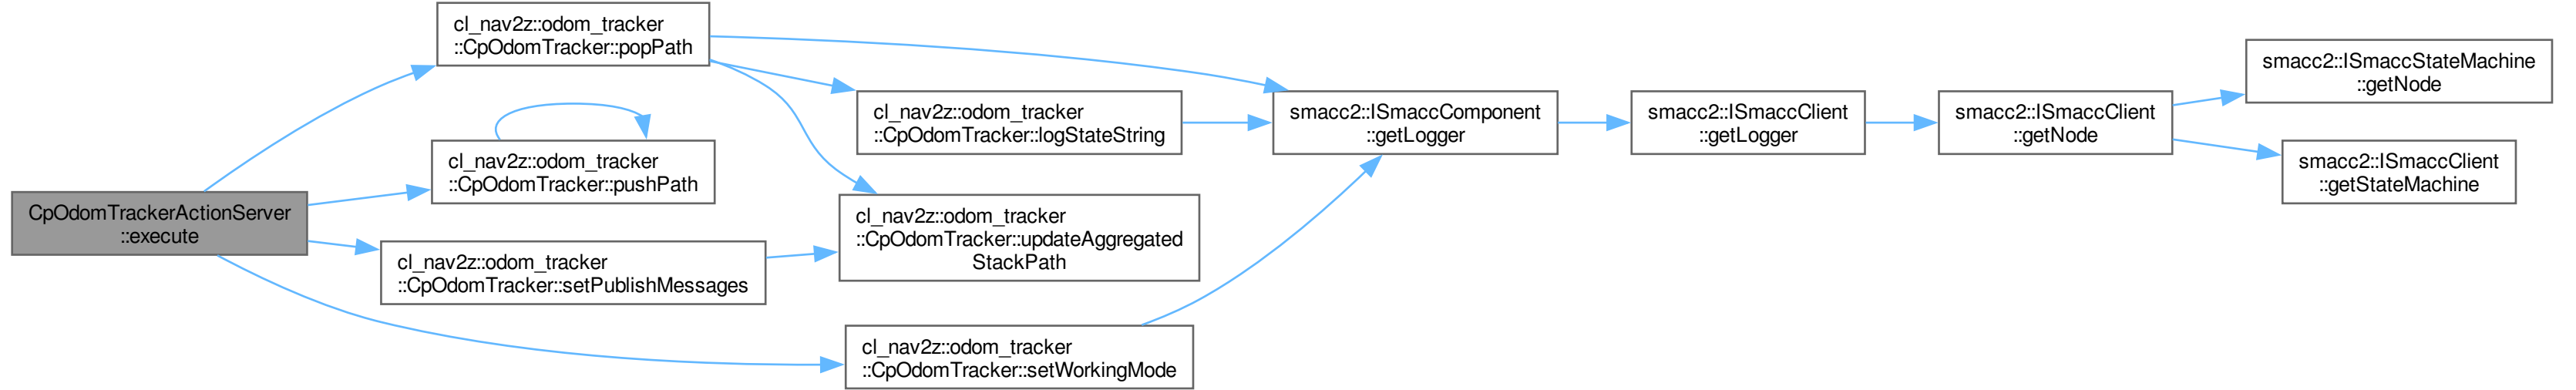 CpOdomTrackerActionServer
::execute
cl_nav2z::odom_tracker
::CpOdomTracker::popPath
cl_nav2z::odom_tracker
::CpOdomTracker::pushPath
cl_nav2z::odom_tracker
::CpOdomTracker::setPublishMessages
cl_nav2z::odom_tracker
::CpOdomTracker::logStateString
cl_nav2z::odom_tracker
::CpOdomTracker::updateAggregated
StackPath
cl_nav2z::odom_tracker
::CpOdomTracker::setWorkingMode
smacc2::ISmaccComponent
::getLogger
smacc2::ISmaccClient
::getLogger
smacc2::ISmaccClient
::getNode
smacc2::ISmaccStateMachine
::getNode
smacc2::ISmaccClient
::getStateMachine